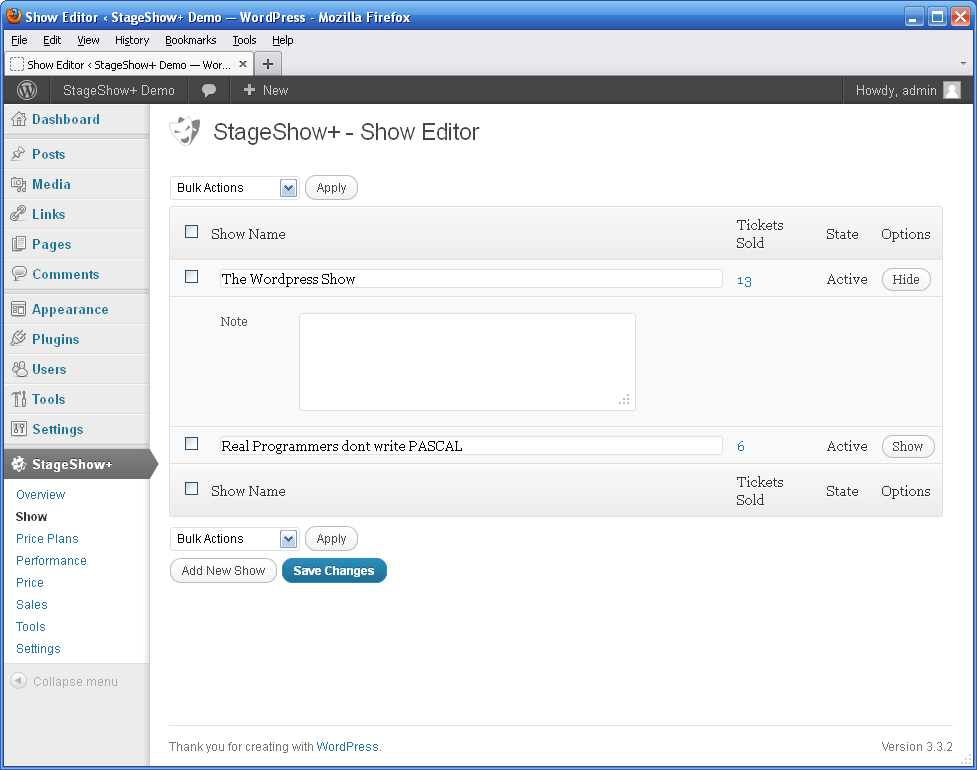 Show Editor ‹ StageShow+ Demo — WordPress - Mozilla Firefox
File Edit View History Bookmarks Tools Help
Show Editor ‹ StageShow+ Demo — Wor...
StageShow+ Demo + New Howdy, admin
Dashboard
Posts
Media
Links
Pages
Comments
Appearance
Plugins
Users
Tools
Settings
StageShow+
Overview
Show
Price Plans
Performance
Price
Sales
Tools
Settings
Collapse menu
StageShow+ - Show Editor
Bulk Actions Apply
Show Name Tickets Sold State Options
The Wordpress Show 13 Active Hide
Note
Real Programmers dont write PASCAL 6 Active Show
Show Name Tickets Sold State Options
Bulk Actions Apply
Add New Show Save Changes
Thank you for creating with WordPress. Version 3.3.2